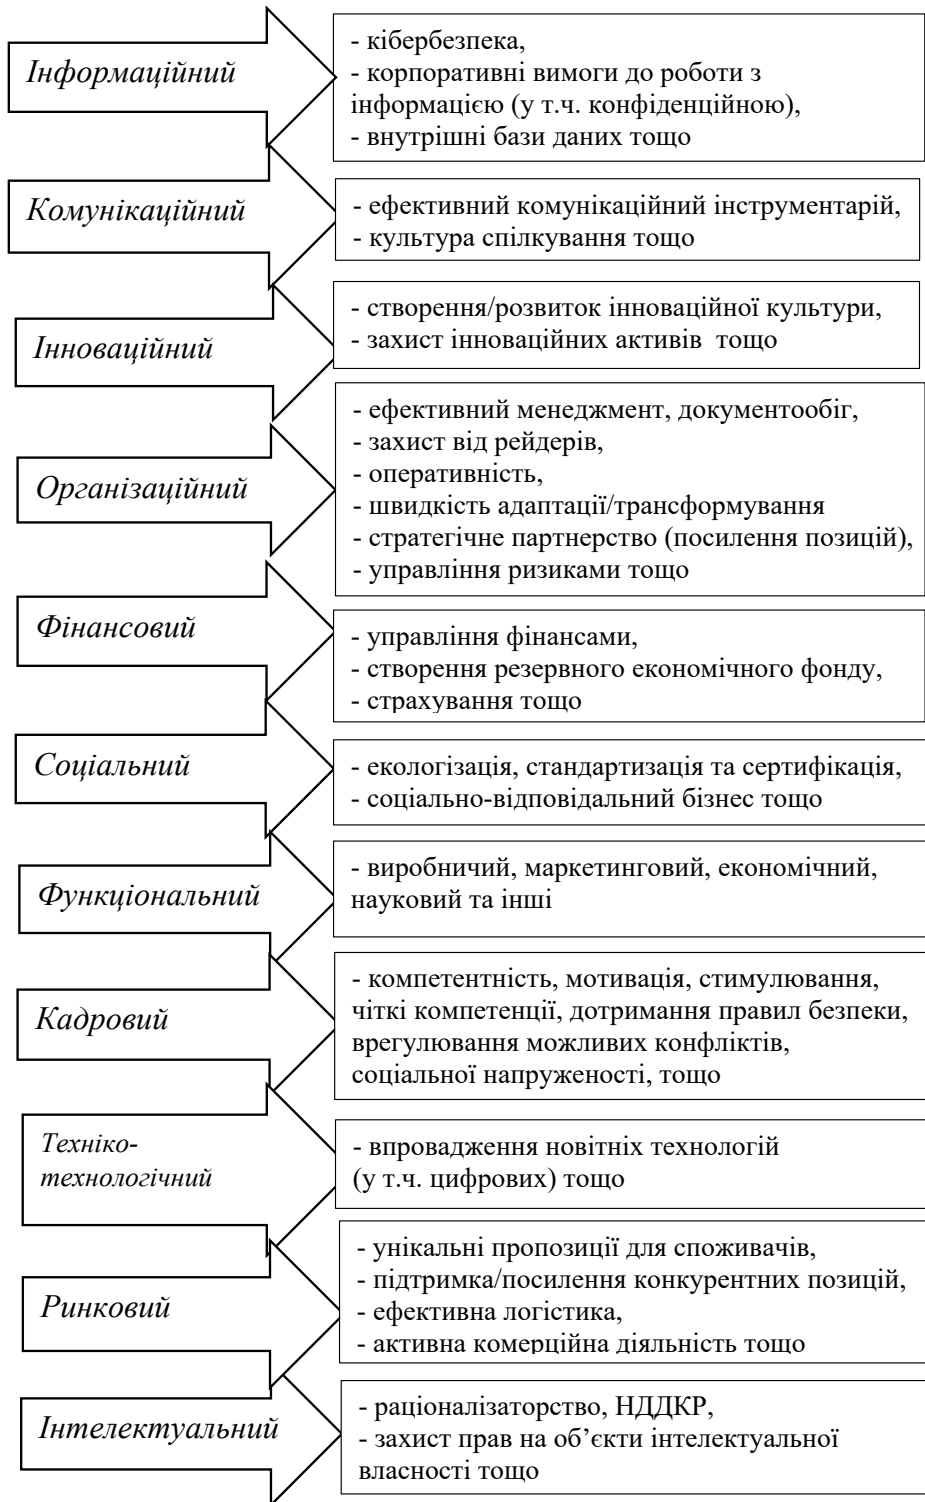 Інформаційний
- кібербезпека,
- корпоративні вимоги до роботи з
інформацією (у т.ч. конфіденційною),
- внутрішні бази даних тощо
Комунікаційний
- ефективний комунікаційний інструментарій,
- культура спілкування тощо
Інноваційний
- створення/розвиток інноваційної культури,
- захист інноваційних активів тощо
Організаційний
- ефективний менеджмент, документообіг,
- захист від рейдерів,
- оперативність,
- швидкість адаптації/трансформування
- стратегічне партнерство (посилення позицій),
- управління ризиками тощо
Фінансовий
- управління фінансами,
- створення резервного економічного фонду,
- страхування тощо
Соціальний
- екологізація, стандартизація та сертифікація,
- соціально-відповідальний бізнес тощо
Функціональний
- виробничий, маркетинговий, економічний,
науковий та інші
Кадровий
- компетентність, мотивація, стимулювання,
чіткі компетенції, дотримання правил безпеки,
врегулювання можливих конфліктів,
соціальної напруженості, тощо
Техніко-
технологічний
- впровадження новітніх технологій
(у т.ч. цифрових) тощо
Ринковий
- унікальні пропозиції для споживачів,
- підтримка/посилення конкурентних позицій,
- ефективна логістика,
- активна комерційна діяльність тощо
Інтелектуальний
- раціоналізаторство, НДДКР,
- захист прав на об’єкти інтелектуальної
власності тощо